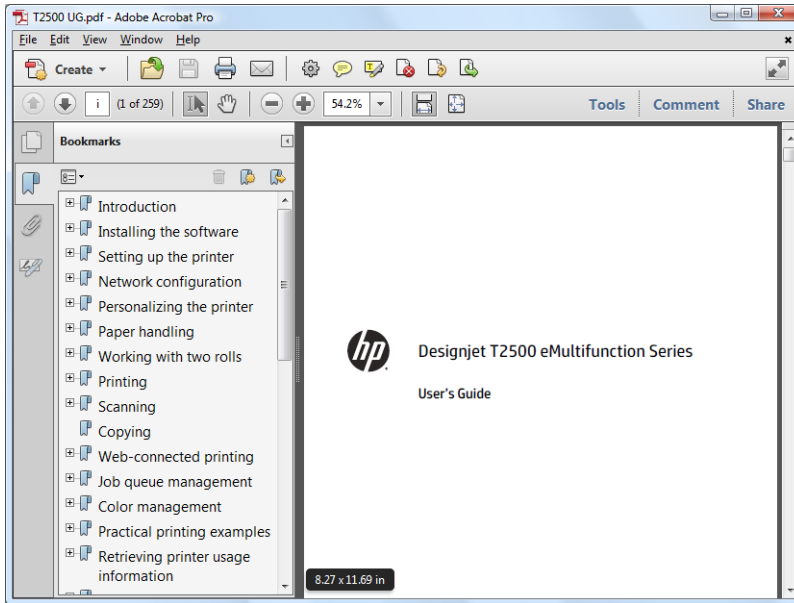 T2500 UG.pdf - Adobe Acrobat Pro
File Edit View Window Help
Create
i (1 of 259) 54.2% Tools Comment Share
Bookmarks
Introduction
Installing the software
Setting up the printer
Network configuration
Personalizing the printer
Paper handling
Working with two rolls
Printing
Scanning
Copying
Web-connected printing
Job queue management
Color management
Practical printing examples
Retrieving printer usage
information
hp
Designjet T2500 eMultifunction Series
User's Guide
8.27 x 11.69 in